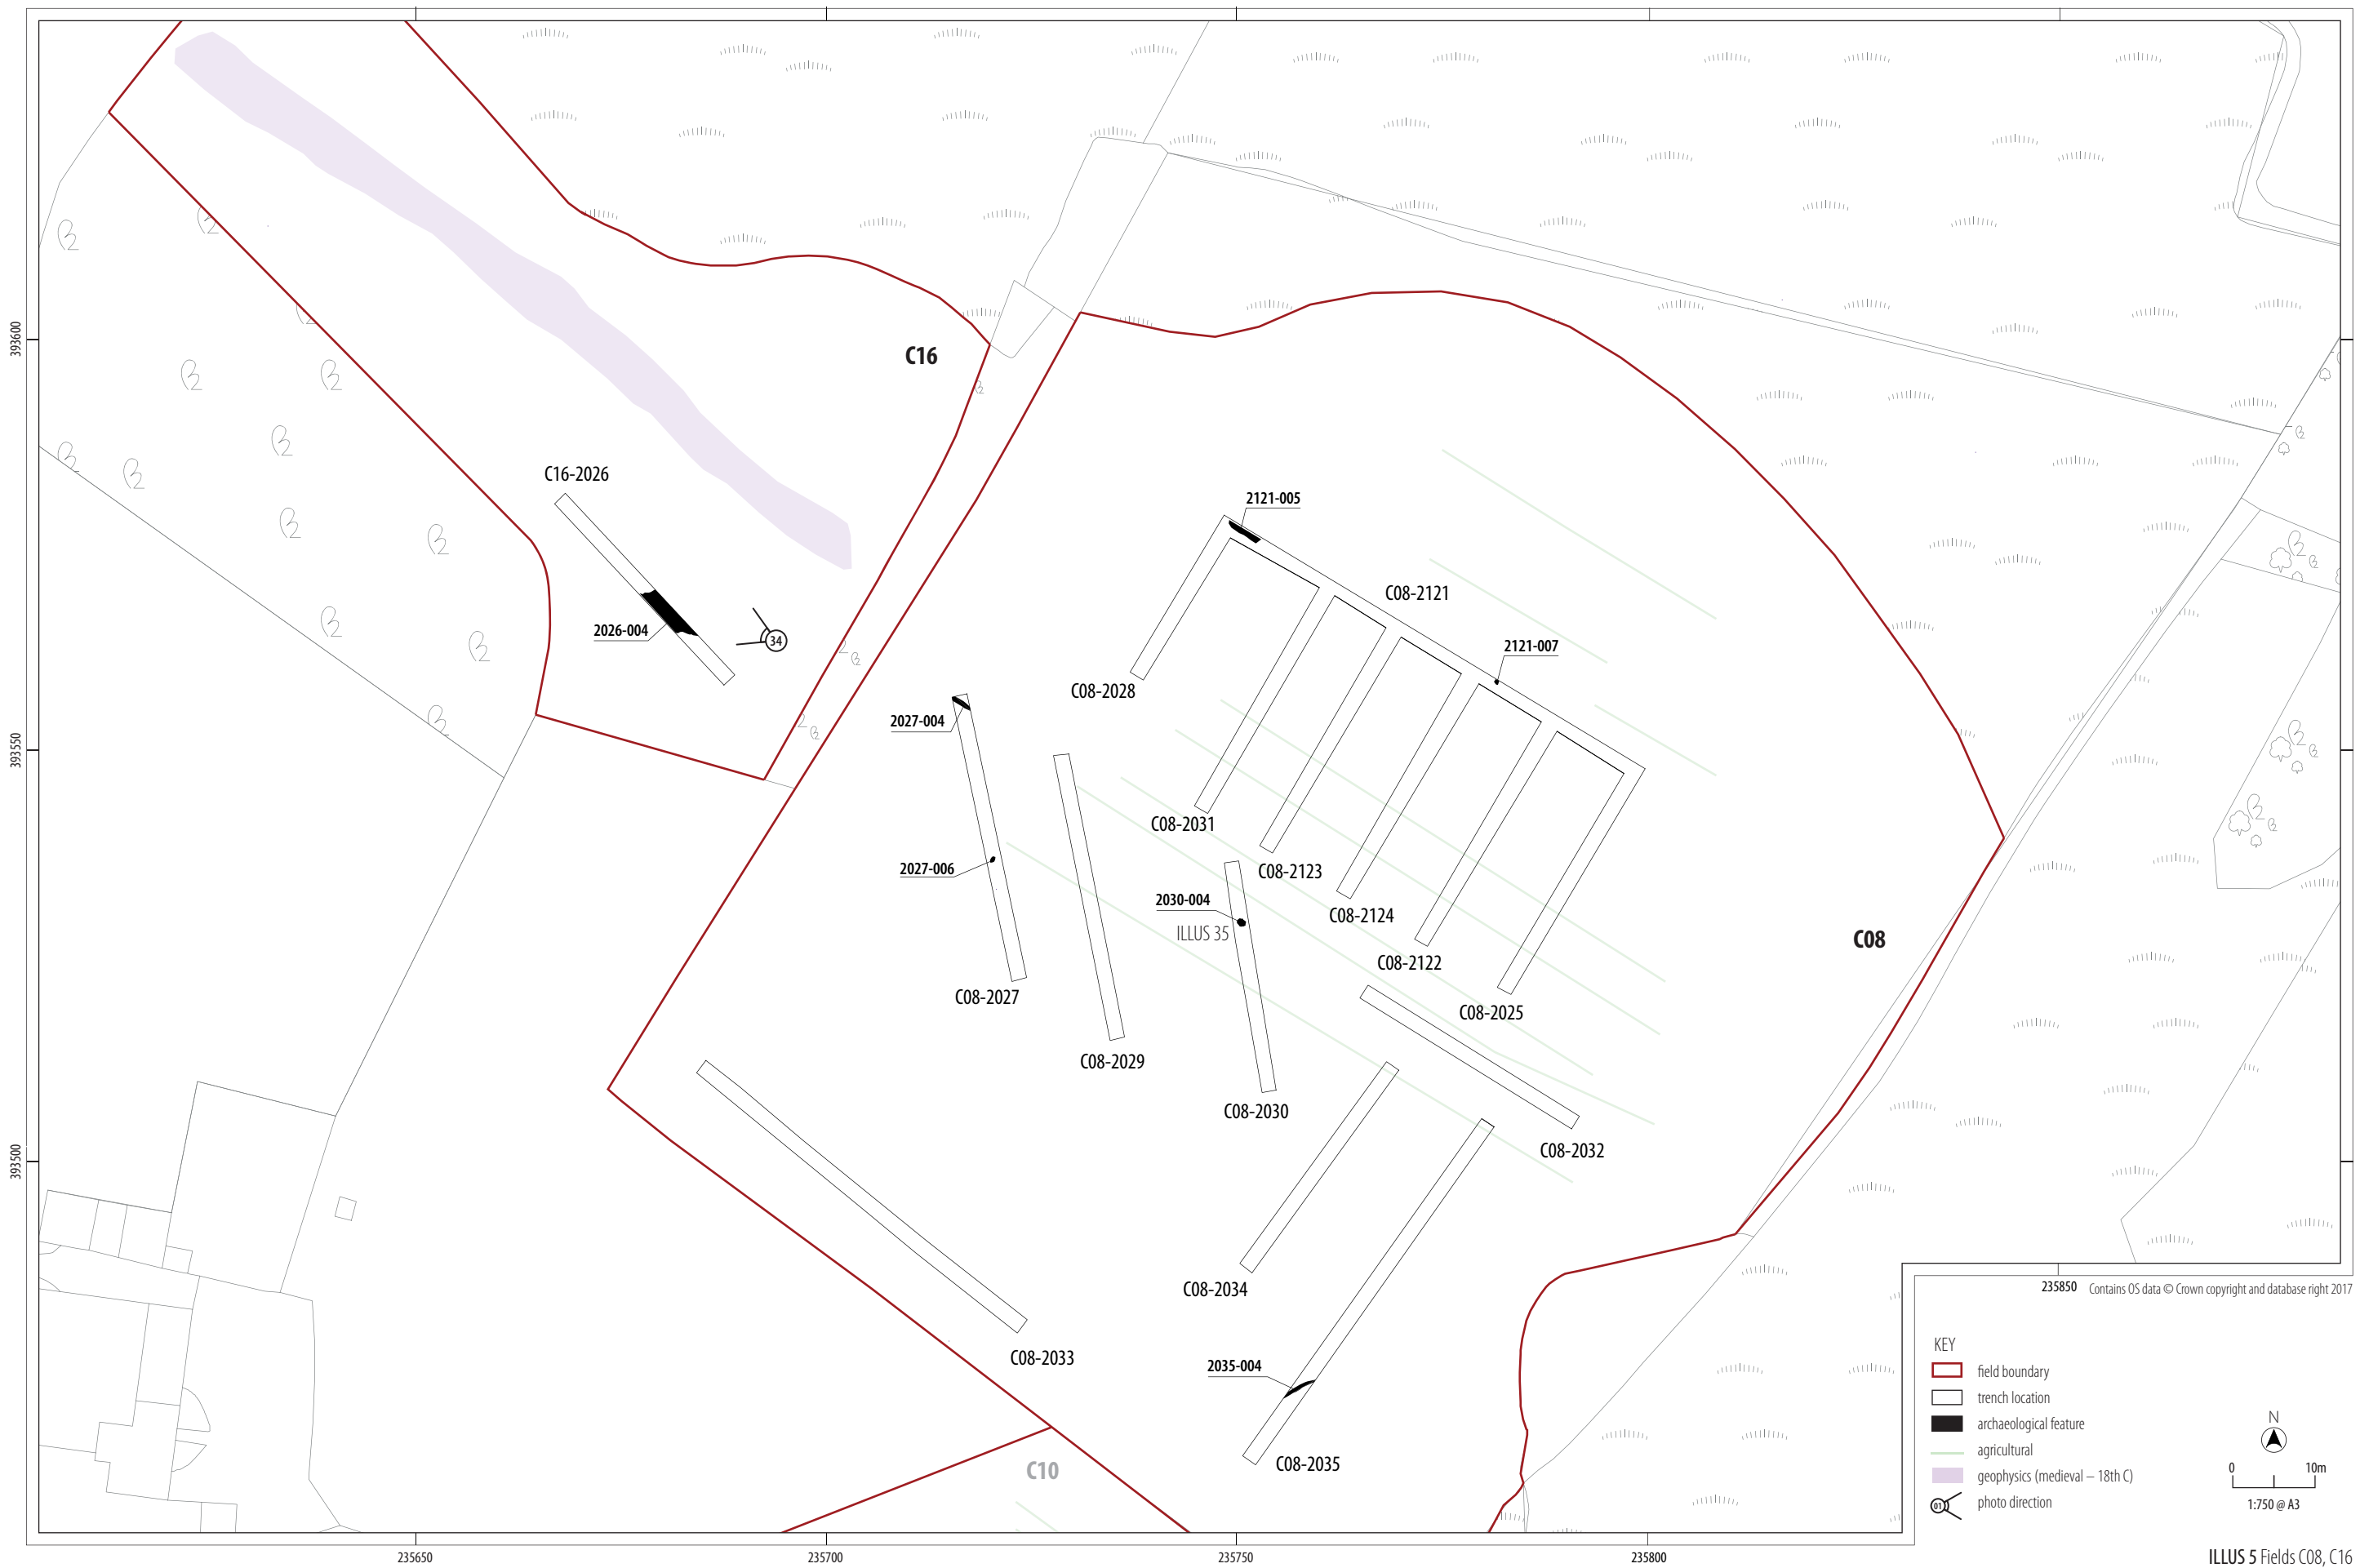 C16
C16-2026
2026-004
34
2121-005
C08-2121
2121-007
C08-2028
2027-004
C08-2031
2027-006
C08-2123
2030-004
ILLUS 35
C08-2124
C08
C08-2122
C08-2027
C08-2025
C08-2029
C08-2030
C08-2032
C08-2034
C08-2033
2035-004
C08-2035
C10
393600
393550
393500
235650
235700
235750
235800
235850
Contains OS data © Crown copyright and database right 2017
KEY
field boundary
trench location
archaeological feature
agricultural
geophysics (medieval – 18th C)
01
photo direction
N
0 10m
1:750 @ A3
ILLUS 5 Fields C08, C16